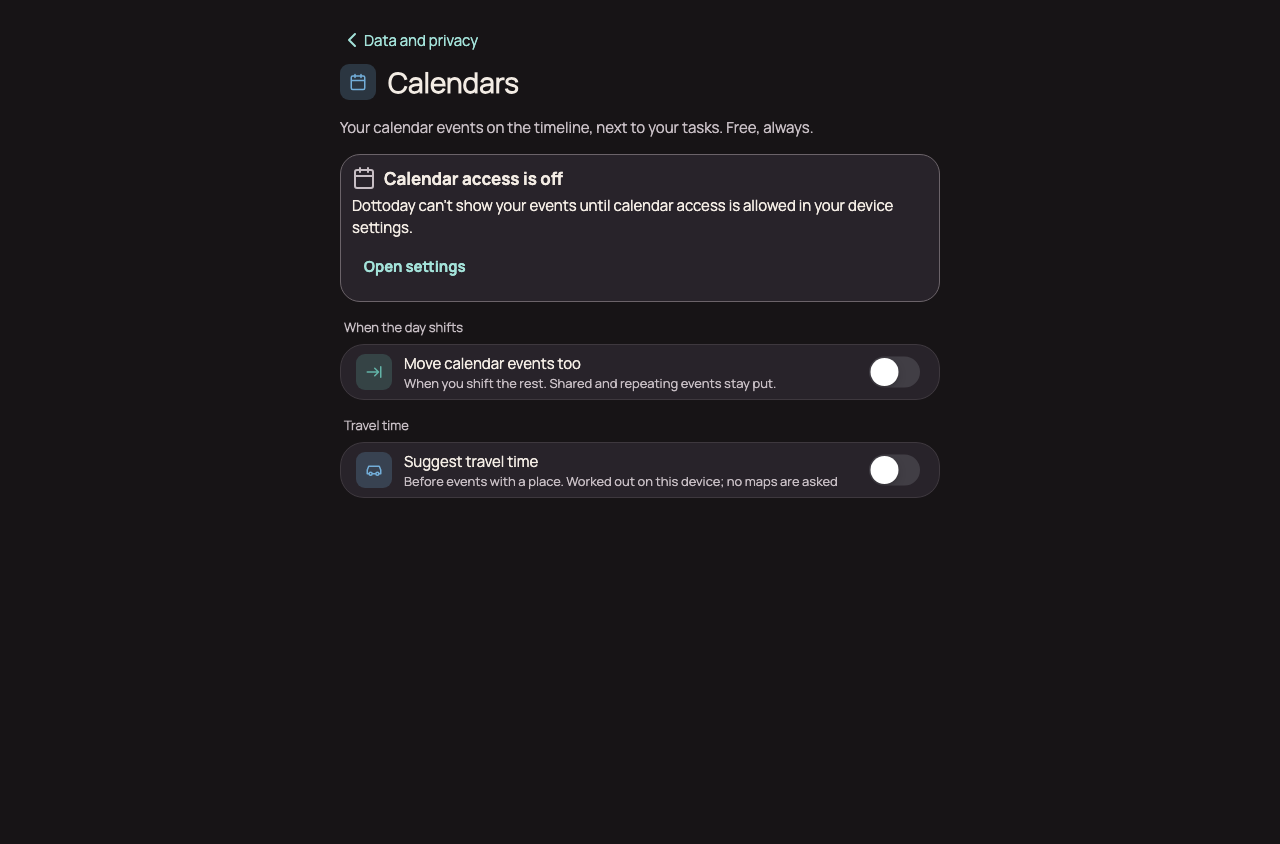 Data and privacy
Calendars
Your calendar events on the timeline, next to your tasks. Free, always.
Calendar access is off
Dottoday can't show your events until calendar access is allowed in your device
settings.
Open settings
When the day shifts
Move calendar events too
When you shift the rest. Shared and repeating events stay put.
Travel time
Suggest travel time
Before events with a place. Worked out on this device; no maps are asked